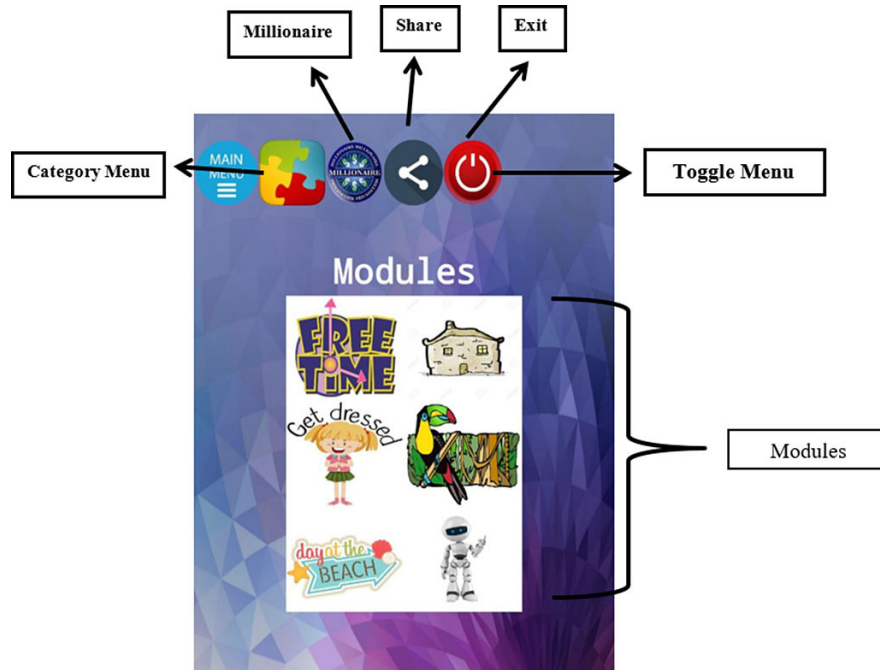 Millionaire
Share
Exit
Category Menu
Toggle Menu
MAIN
MENU
MILLIONAIRE
Modules
FREE
TIME
Get dressed
Modules
day at the
BEACH